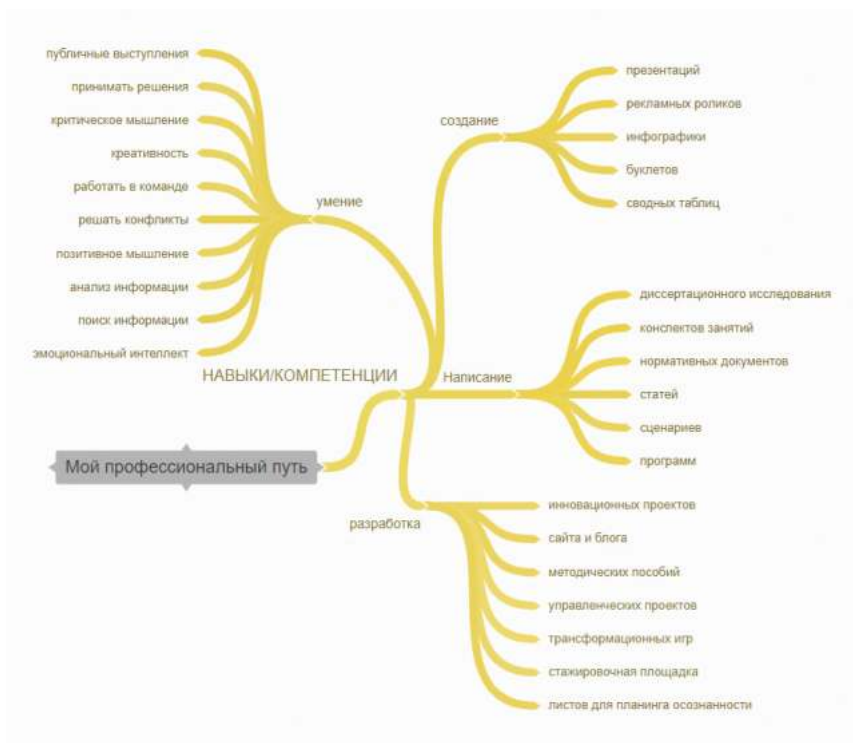 публичные выступления
принимать решения
критическое мышление
креативность
работать в команде
решать конфликты
позитивное мышление
анализ информации
поиск информации
эмоциональный интеллект
умение
создание
презентаций
рекламных роликов
инфографики
буклетов
сводных таблиц
НАВЫКИ/КОМПЕТЕНЦИИ
Написание
диссертационного исследования
конспектов занятий
нормативных документов
статей
сценариев
программ
Мой профессиональный путь
разработка
инновационных проектов
сайта и блога
методических пособий
управленческих проектов
трансформационных игр
стажировочная площадка
листов для планинга осознанности